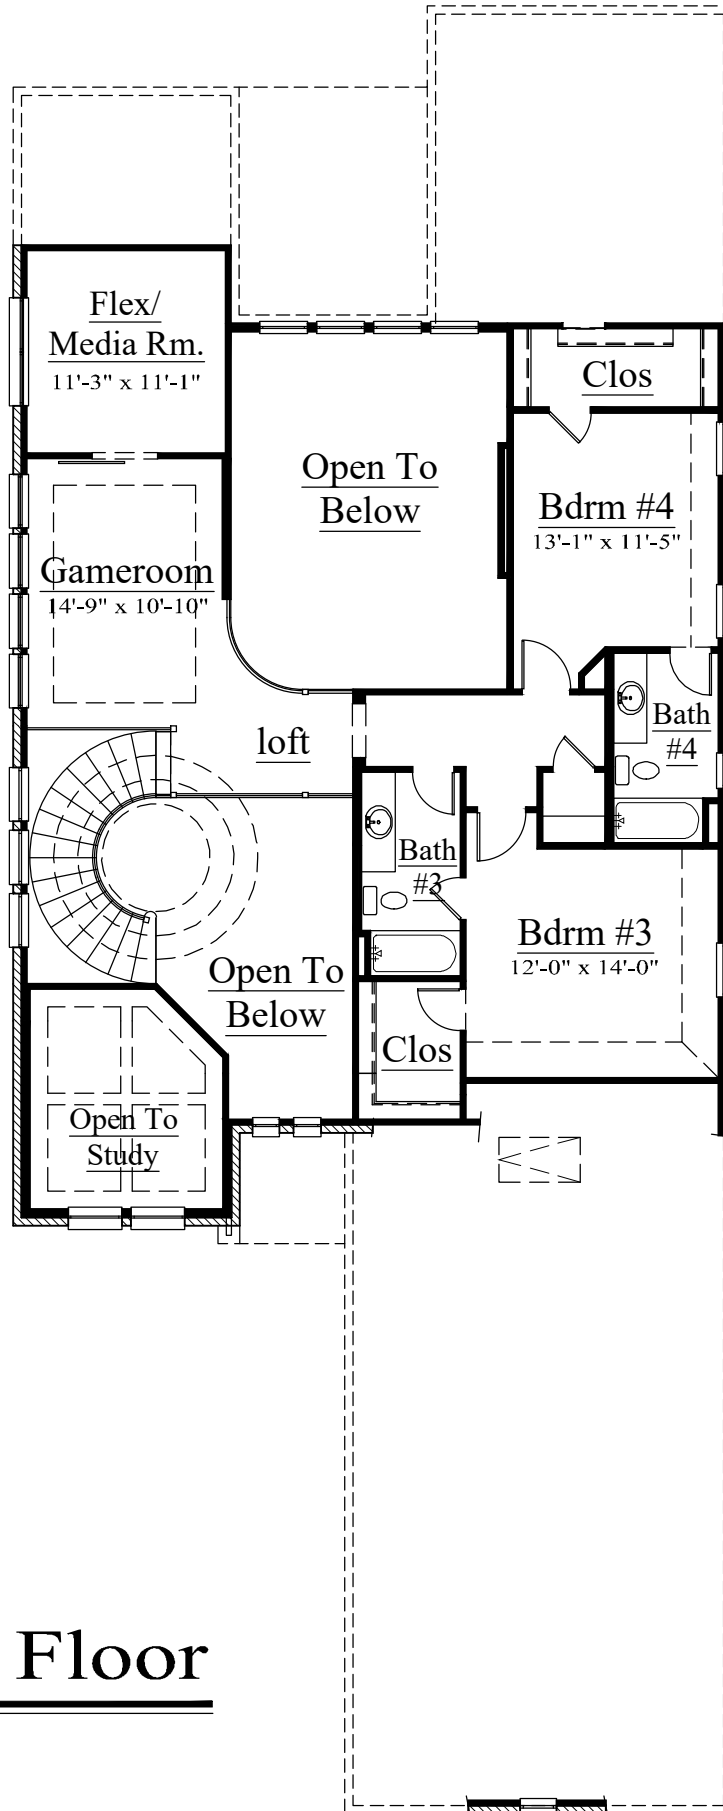 Flex/
Media Rm.
11'-3" x 11'-1"
Clos
Open To
Below
Bdrm #4
13'-1" x 11'-5"
Gameroom
14'-9" x 10'-10"
loft
Bath
#4
Bath
#3
Bdrm #3
12'-0" x 14'-0"
Open To
Below
Clos
Open To
Study
Floor